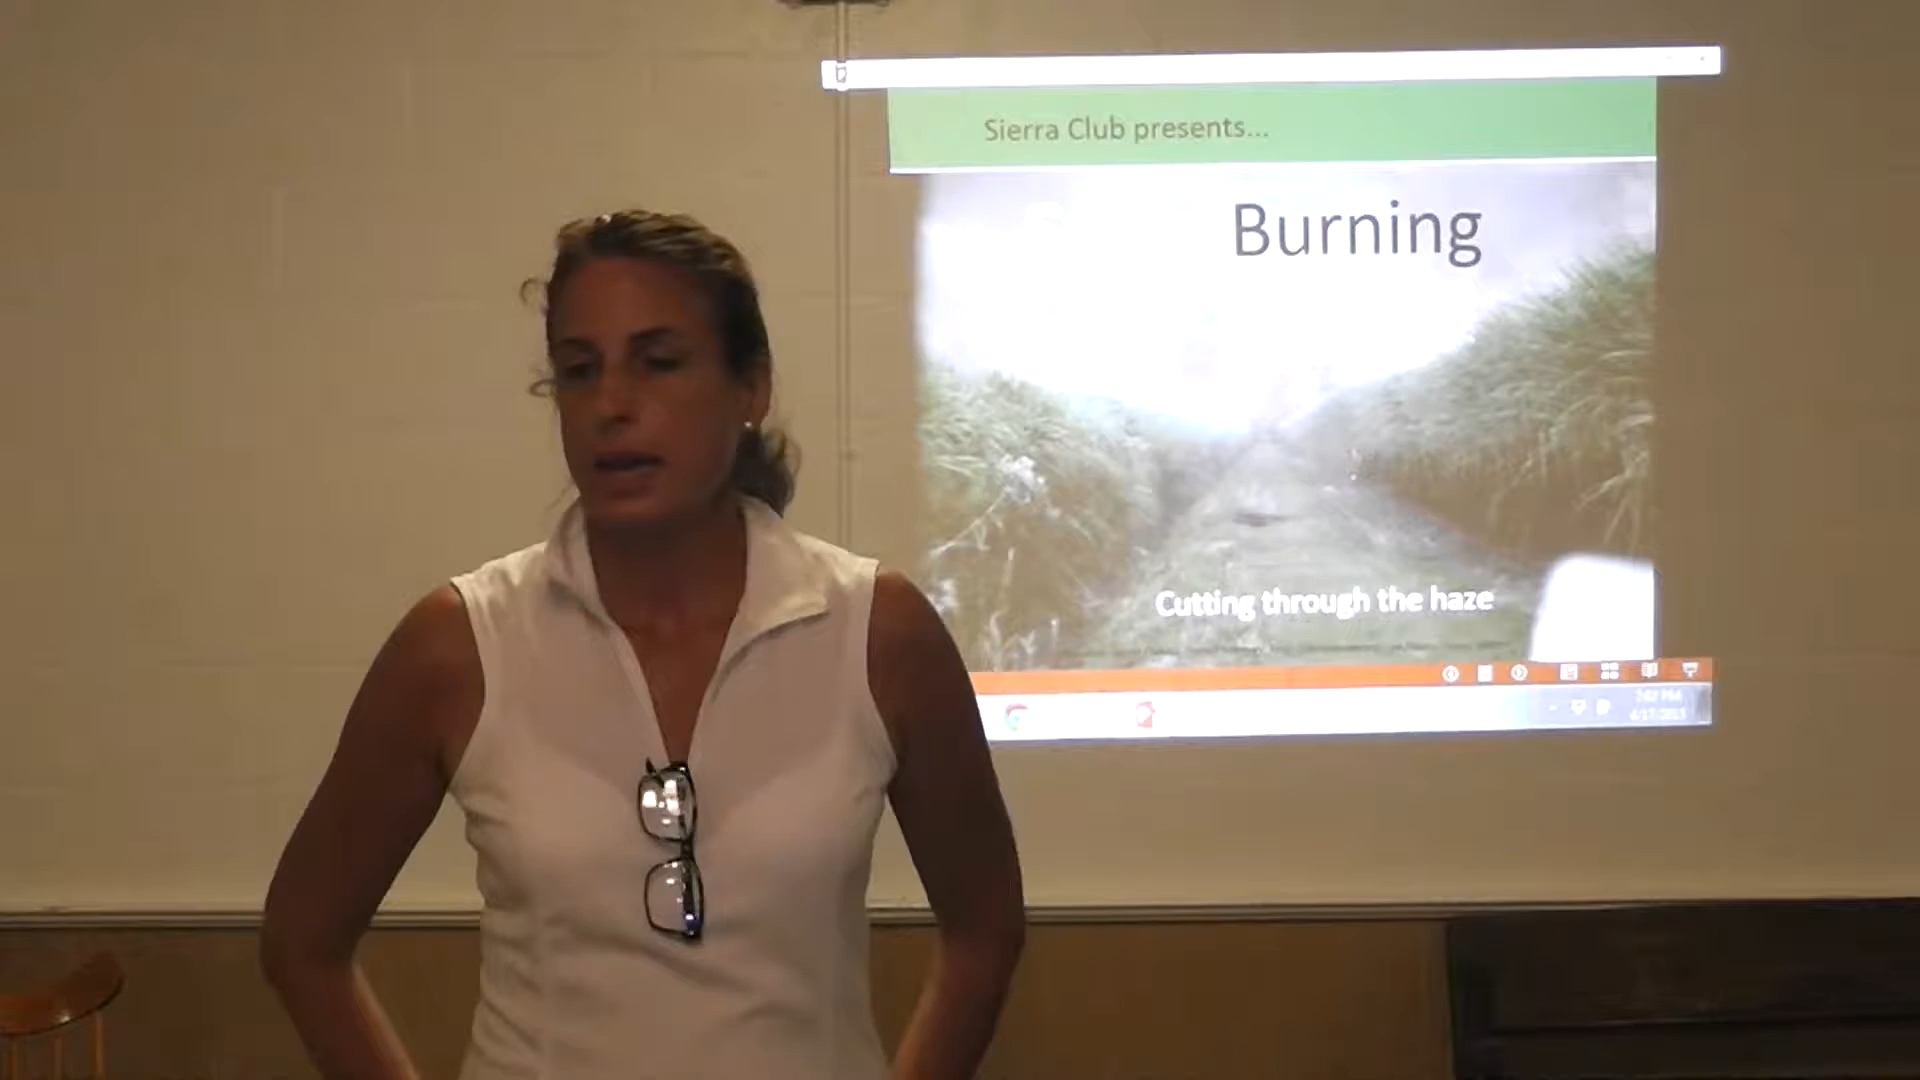 Sierra Club presents...
Burning
Cutting through the haze